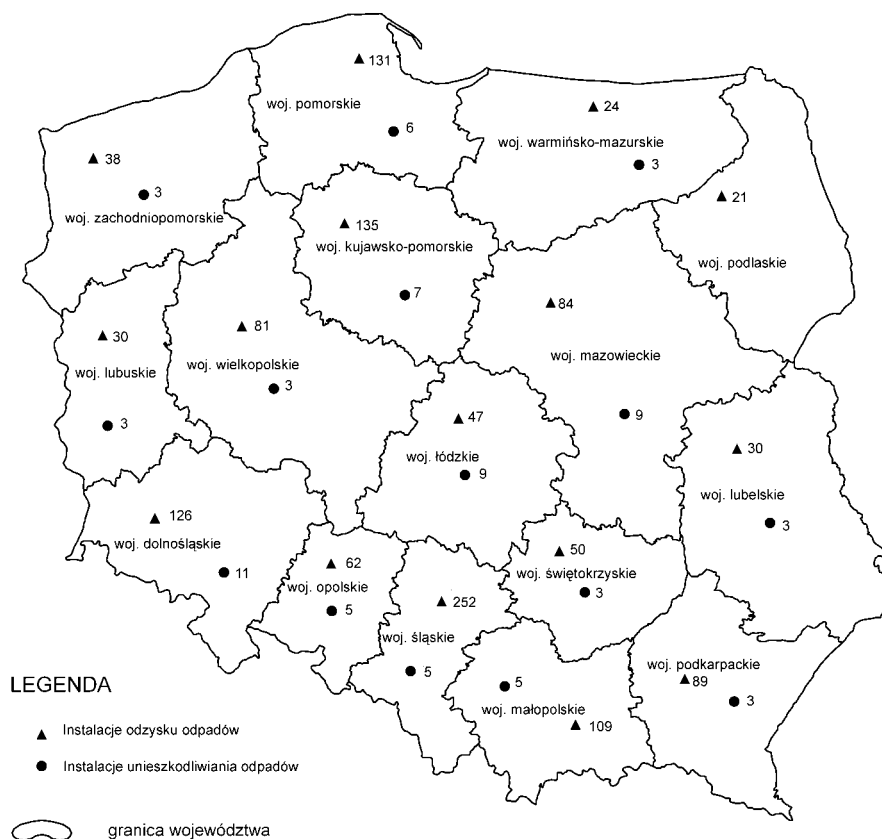 131
woj. pomorskie
6
24
woj. warmińsko-mazurskie
3
38
3
woj. zachodniopomorskie
135
woj. kujawsko-pomorskie
7
21
woj. podlaskie
84
woj. mazowieckie
9
30
woj. lubuskie
3
81
woj. wielkopolskie
3
47
woj. łódzkie
9
30
woj. lubelskie
3
126
woj. dolnośląskie
11
62
woj. opolskie
5
252
woj. śląskie
5
50
woj. świętokrzyskie
3
5
woj. małopolskie
109
woj. podkarpackie
89
3
LEGENDA
Instalacje odzysku odpadów
Instalacje unieszkodliwiania odpadów
granica województwa